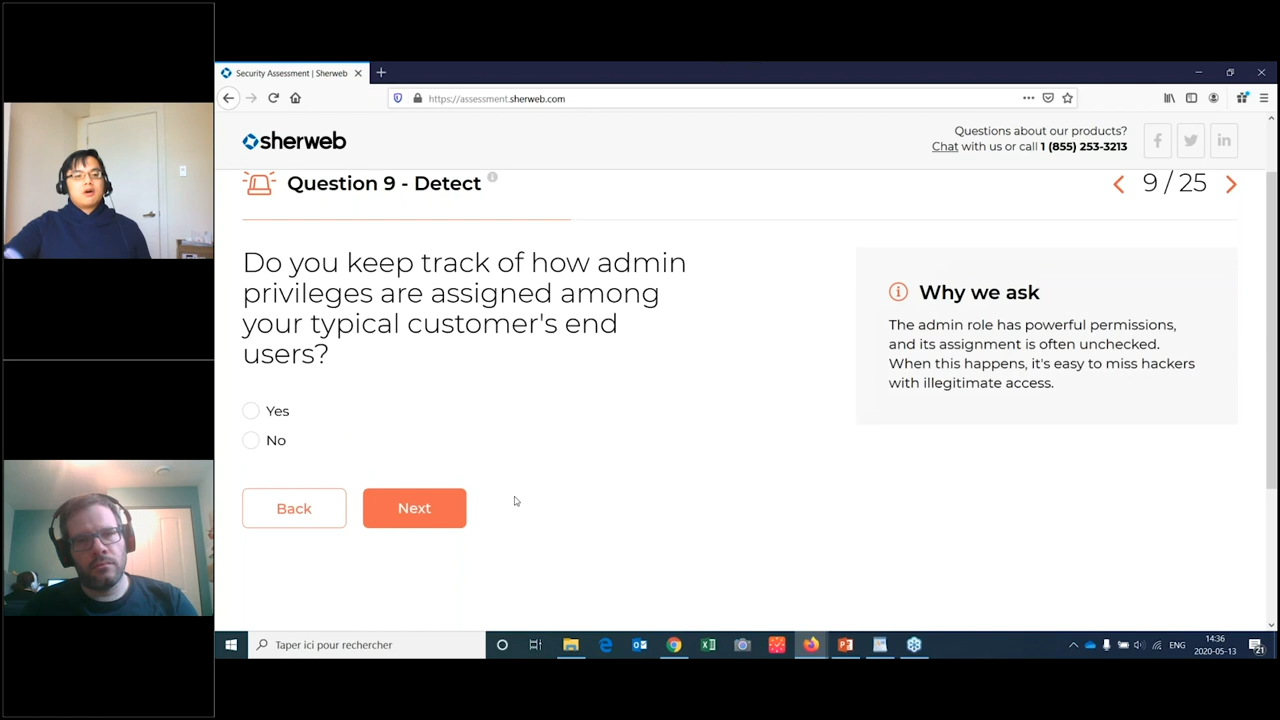 Security Assessment | Sherweb
https://assessment.sherweb.com
sherweb
Questions about our products?
Chat with us or call 1 (855) 253-3213
Question 9 - Detect
9 / 25
Do you keep track of how admin
privileges are assigned among
your typical customer's end
users?
Yes
No
Back
Next
Why we ask
The admin role has powerful permissions,
and its assignment is often unchecked.
When this happens, it's easy to miss hackers
with illegitimate access.
Taper ici pour rechercher
ENG
14:36
2020-05-13
21